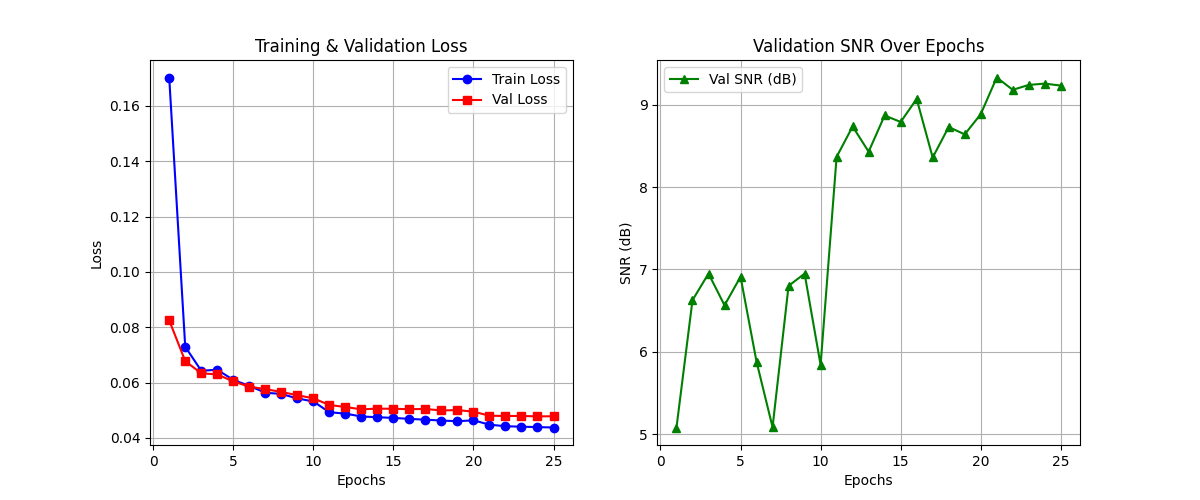 Training & Validation Loss
Train Loss
Val Loss
0.16
0.14
0.12
0.10
0.08
0.06
0.04
Loss
0 5 10 15 20 25
Epochs
Validation SNR Over Epochs
Val SNR (dB)
9
8
7
6
5
SNR (dB)
0 5 10 15 20 25
Epochs